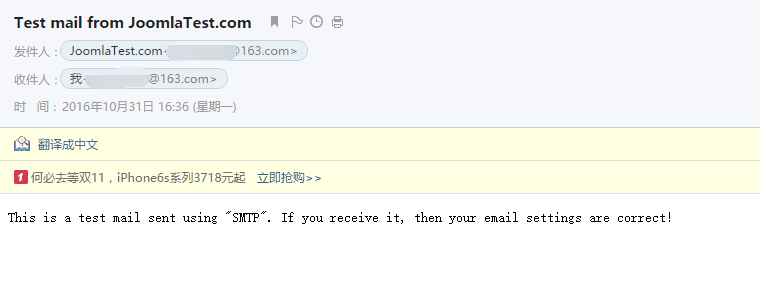 Test mail from JoomlaTest.com
发件人：JoomlaTest.com @163.com>
收件人：我 @163.com>
时 间：2016年10月31日 16:36 (星期一)
翻译成中文
1 何必去等双11，iPhone6s系列3718元起 立即抢购>>
This is a test mail sent using "SMTP". If you receive it, then your email settings are correct!